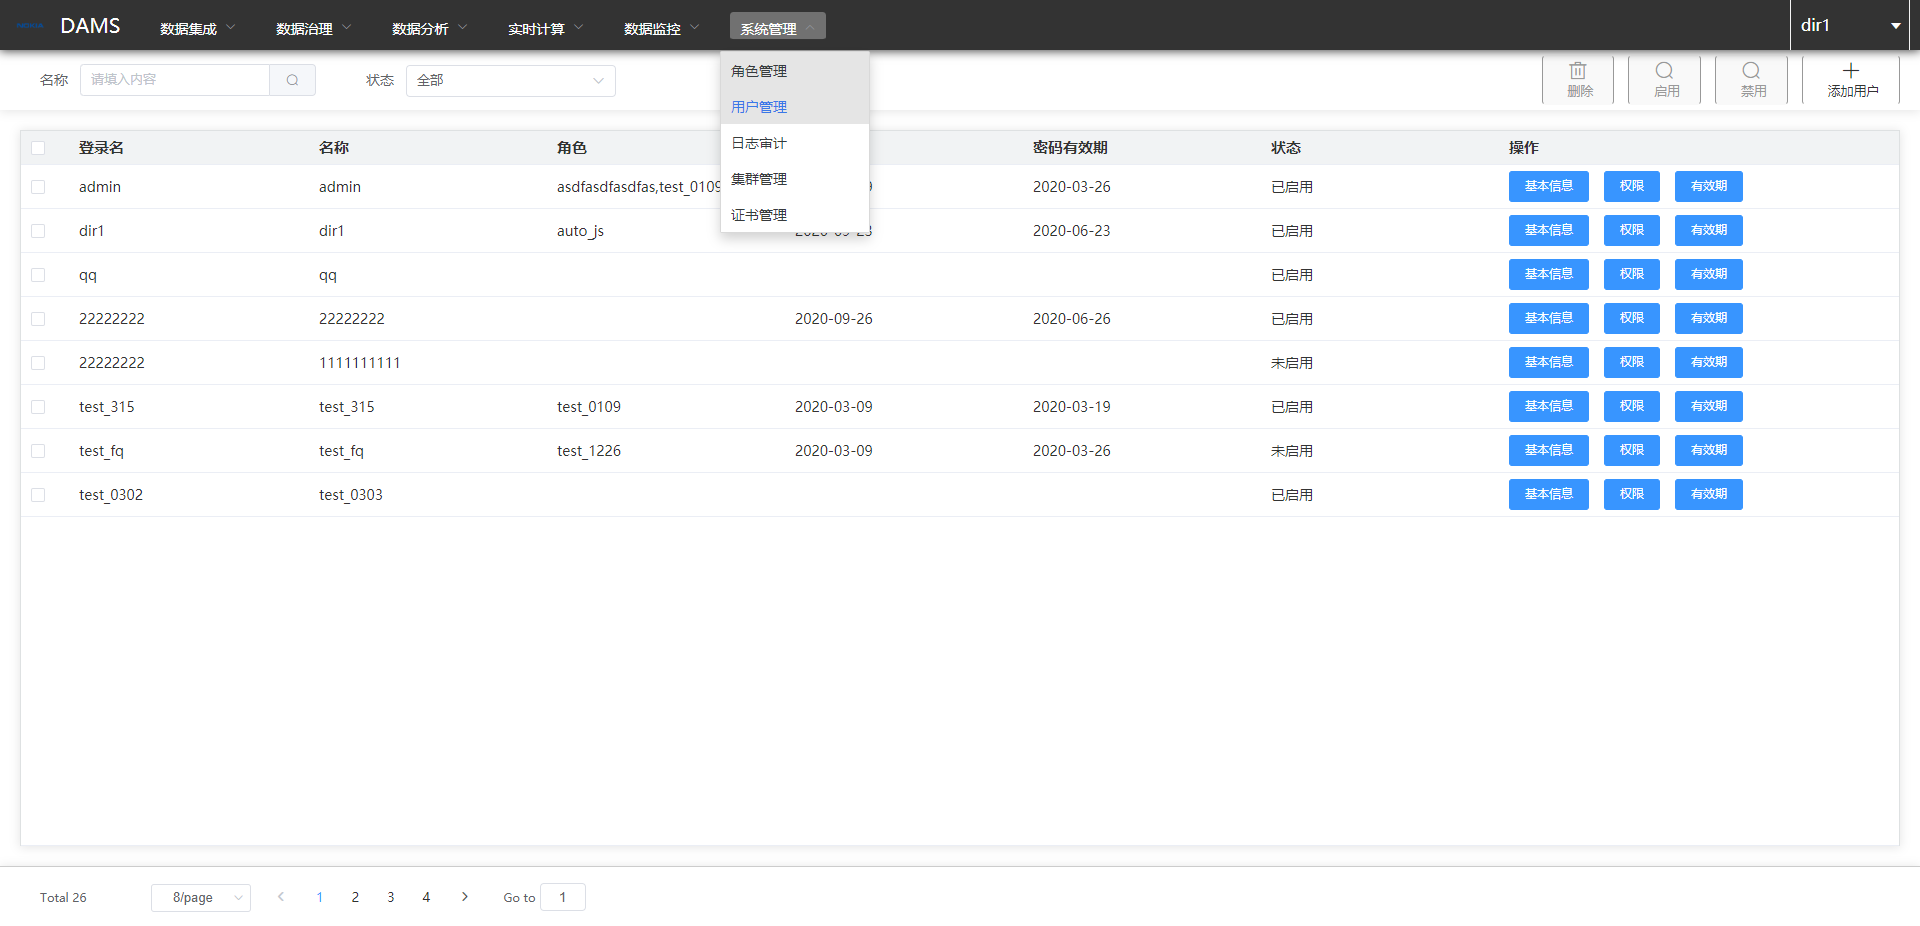 DAMS 数据集成 数据治理 数据分析 实时计算 数据监控 系统管理 dir1
名称 请填入内容 状态 全部 删除 启用 禁用 添加用户
角色管理
用户管理
日志审计
集群管理
证书管理
登录名 名称 角色 密码有效期 状态 操作
admin admin asdfasdfasdfas,test_0109 2020-03-26 已启用 基本信息 权限 有效期
dir1 dir1 auto_js 2020-06-23 已启用 基本信息 权限 有效期
qq qq 已启用 基本信息 权限 有效期
22222222 22222222 2020-09-26 2020-06-26 已启用 基本信息 权限 有效期
22222222 1111111111 未启用 基本信息 权限 有效期
test_315 test_315 test_0109 2020-03-09 2020-03-19 已启用 基本信息 权限 有效期
test_fq test_fq test_1226 2020-03-09 2020-03-26 未启用 基本信息 权限 有效期
test_0302 test_0303 已启用 基本信息 权限 有效期
Total 26 8/page 1 2 3 4 Go to 1